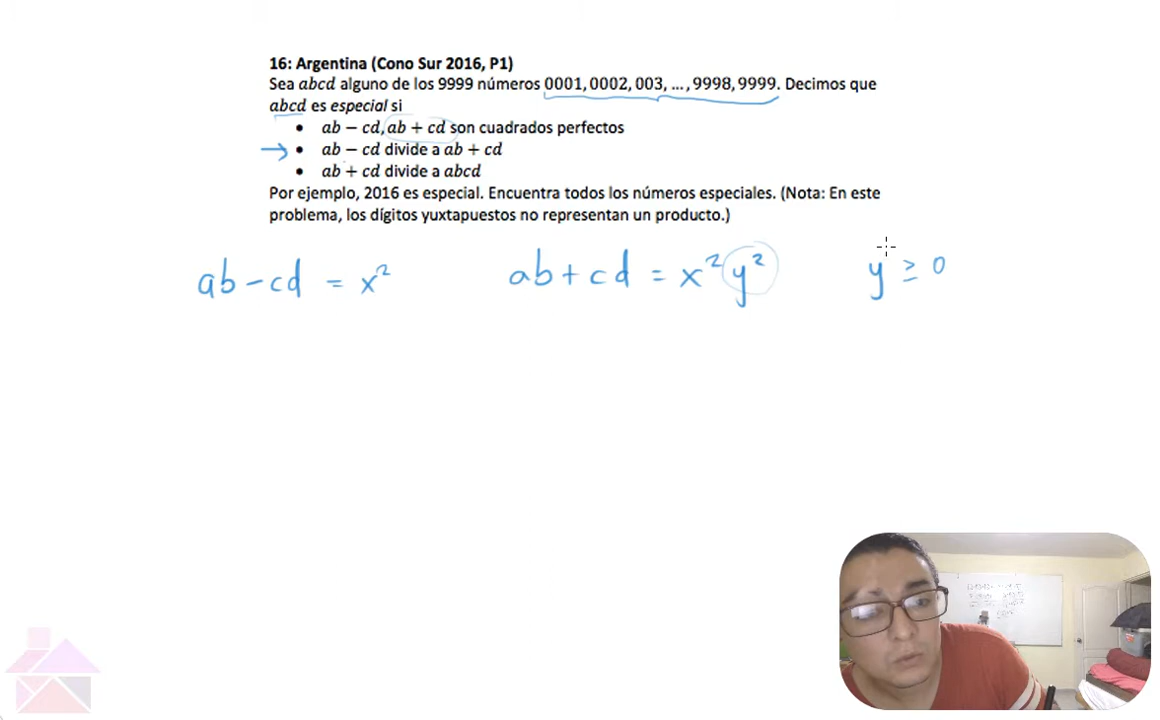 16: Argentina (Cono Sur 2016, P1)
Sea abcd alguno de los 9999 números 0001, 0002, 003, ... , 9998, 9999. Decimos que
abcd es especial si
• ab − cd, ab + cd son cuadrados perfectos
→ • ab − cd divide a ab + cd
• ab + cd divide a abcd
Por ejemplo, 2016 es especial. Encuentra todos los números especiales. (Nota: En este
problema, los dígitos yuxtapuestos no representan un producto.)
ab - cd = x² ab + cd = x² y² y ≥ 0